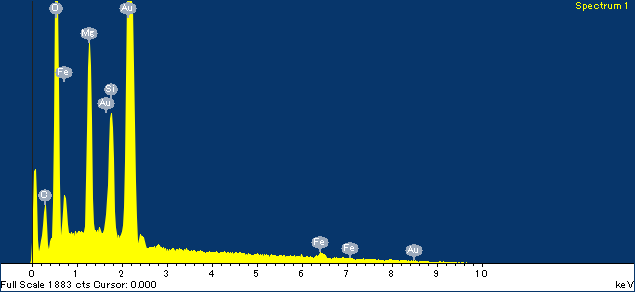 Spectrum 1
O Au
Mg
Fe
Si
Au
O
Fe Fe Au
0 1 2 3 4 5 6 7 8 9 10
Full Scale 1883 cts Cursor: 0.000 keV